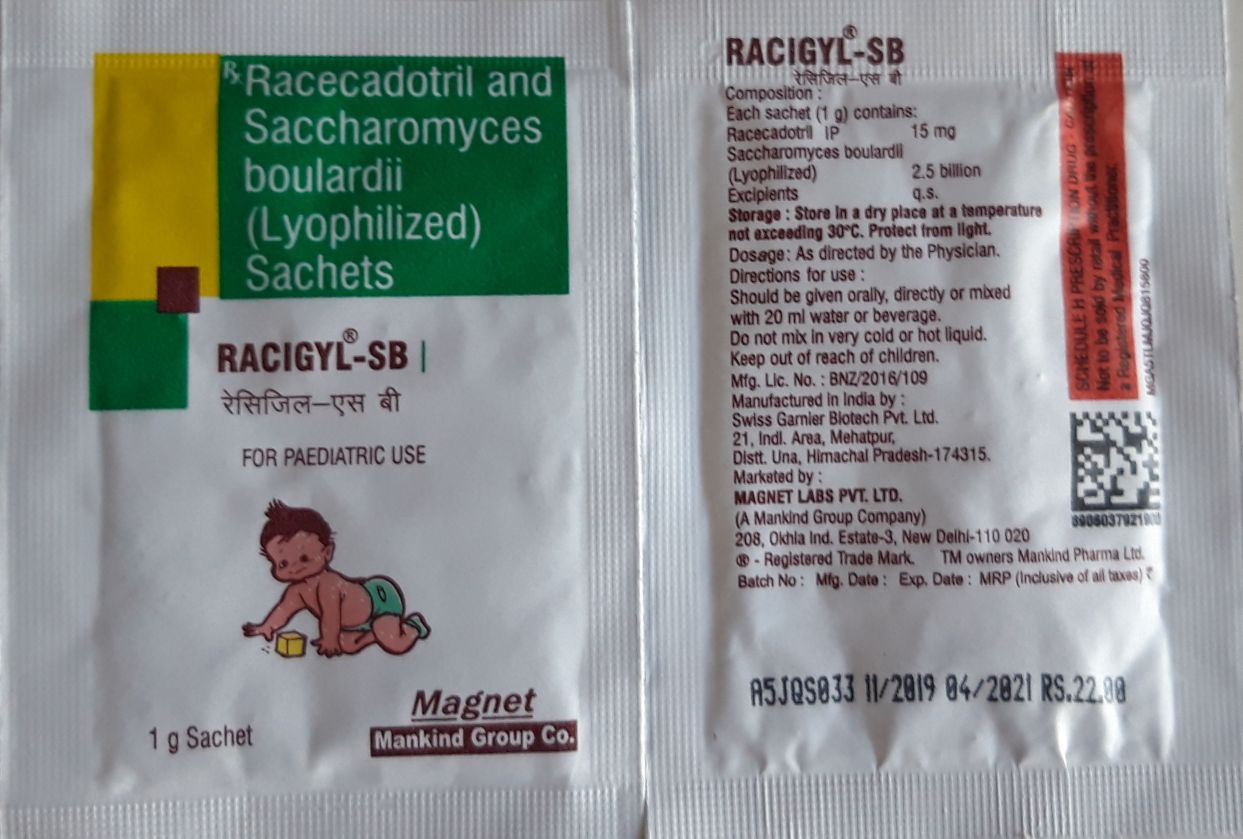 Rx Racecadotril and
Saccharomyces
boulardii
(Lyophilized)
Sachets
RACIGYL®-SB
रेसिजिल–एस बी
FOR PAEDIATRIC USE
1 g Sachet
Magnet
Mankind Group Co.
RACIGYL®-SB
रेसिजिल–एस बी
Composition :
Each sachet (1 g) contains:
Racecadotril IP 15 mg
Saccharomyces boulardii
(Lyophilized) 2.5 billion
Excipients q.s.
Storage : Store in a dry place at a temperature
not exceeding 30°C. Protect from light.
Dosage: As directed by the Physician.
Directions for use :
Should be given orally, directly or mixed
with 20 ml water or beverage.
Do not mix in very cold or hot liquid.
Keep out of reach of children.
Mfg. Lic. No. : BNZ/2016/109
Manufactured in India by :
Swiss Garnier Biotech Pvt. Ltd.
21, Indl. Area, Mehatpur,
Distt. Una, Himachal Pradesh-174315.
Marketed by :
MAGNET LABS PVT. LTD.
(A Mankind Group Company)
208, Okhla Ind. Estate-3, New Delhi-110 020
® - Registered Trade Mark. TM owners Mankind Pharma Ltd.
Batch No : Mfg. Date : Exp. Date : MRP (Inclusive of all taxes) ₹
A5JQS033 11/2019 04/2021 RS.22.00
SCHEDULE H PRESCRIPTION DRUG - CAUTION
Not to be sold by retail without the prescription of
a Registered Medical Practitioner.